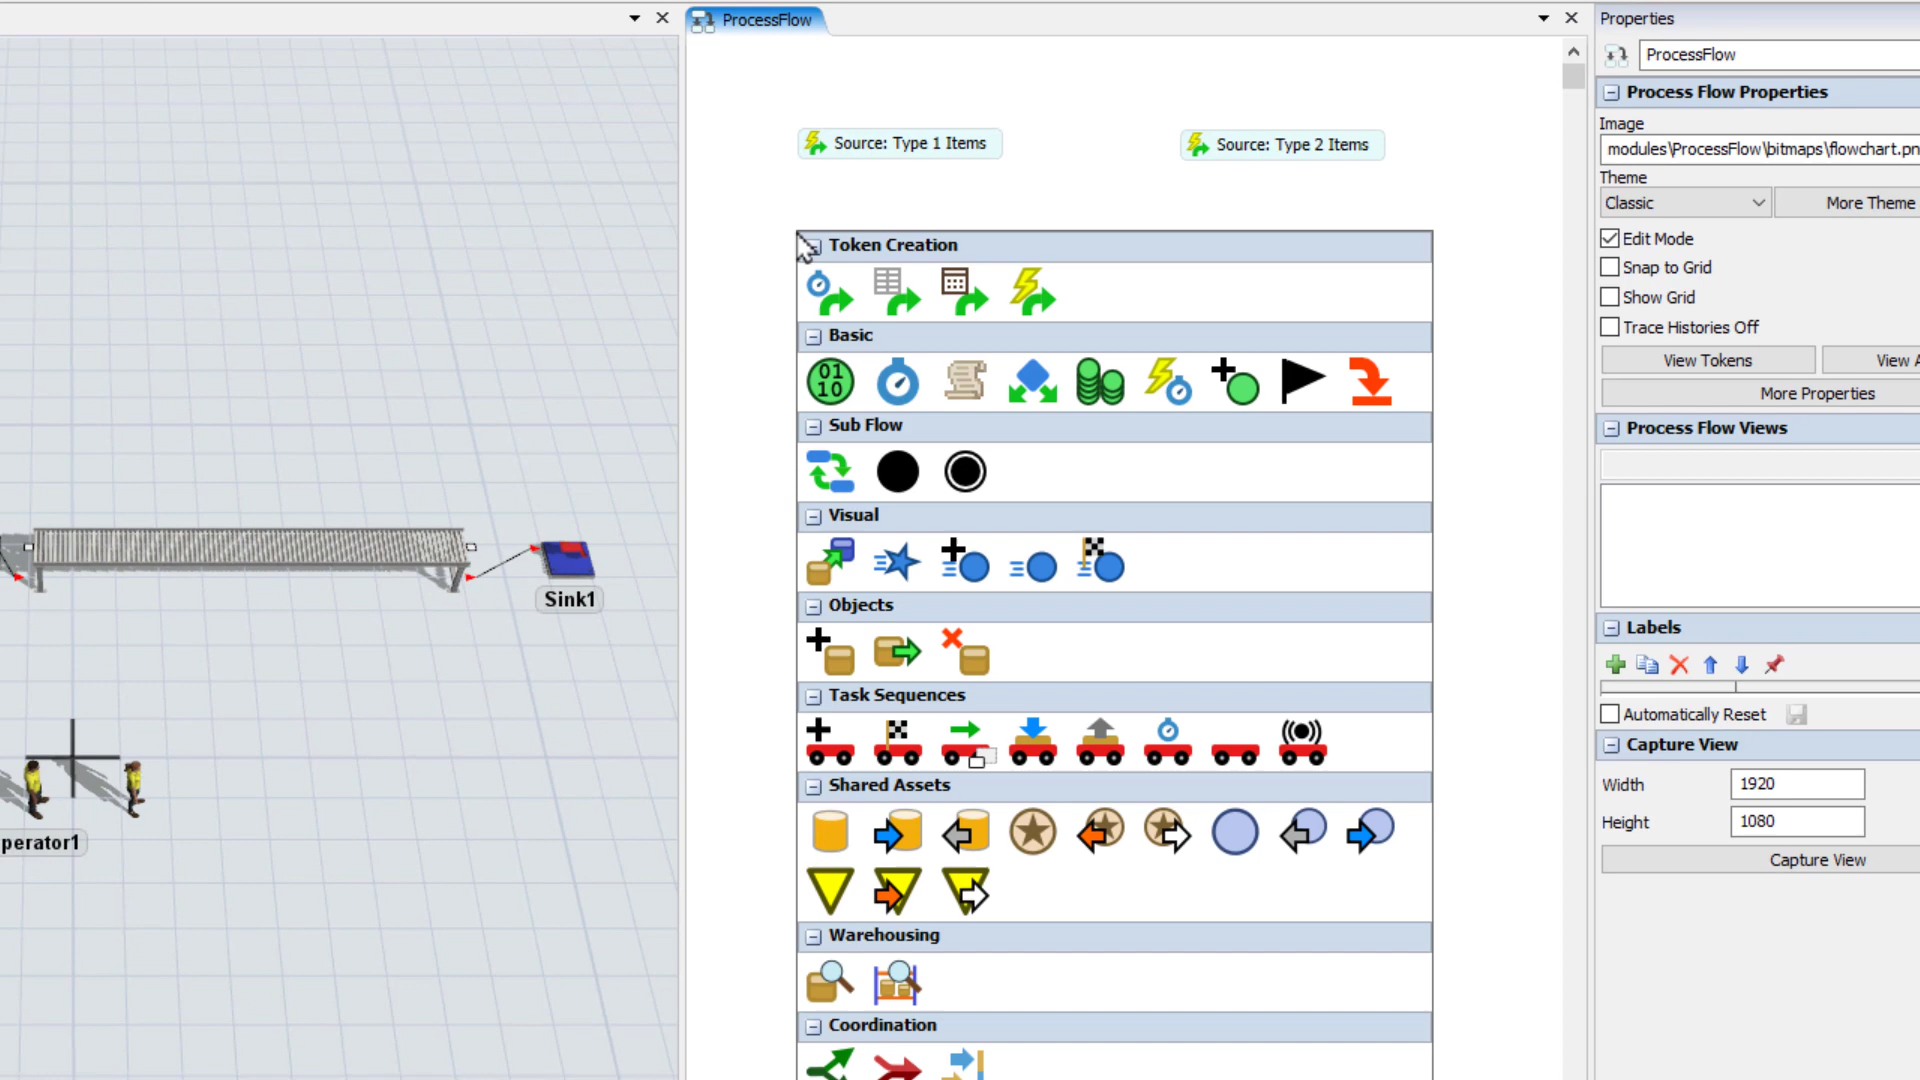 ProcessFlow
Source: Type 1 Items
Source: Type 2 Items
Token Creation
Basic
01
10
Sub Flow
Visual
Objects
Task Sequences
Shared Assets
Warehousing
Coordination
Sink1
perator1
Properties
ProcessFlow
Process Flow Properties
Image
modules\ProcessFlow\bitmaps\flowchart.pn
Theme
Classic
More Theme
Edit Mode
Snap to Grid
Show Grid
Trace Histories Off
View Tokens
View A
More Properties
Process Flow Views
Labels
Automatically Reset
Capture View
Width
1920
Height
1080
Capture View